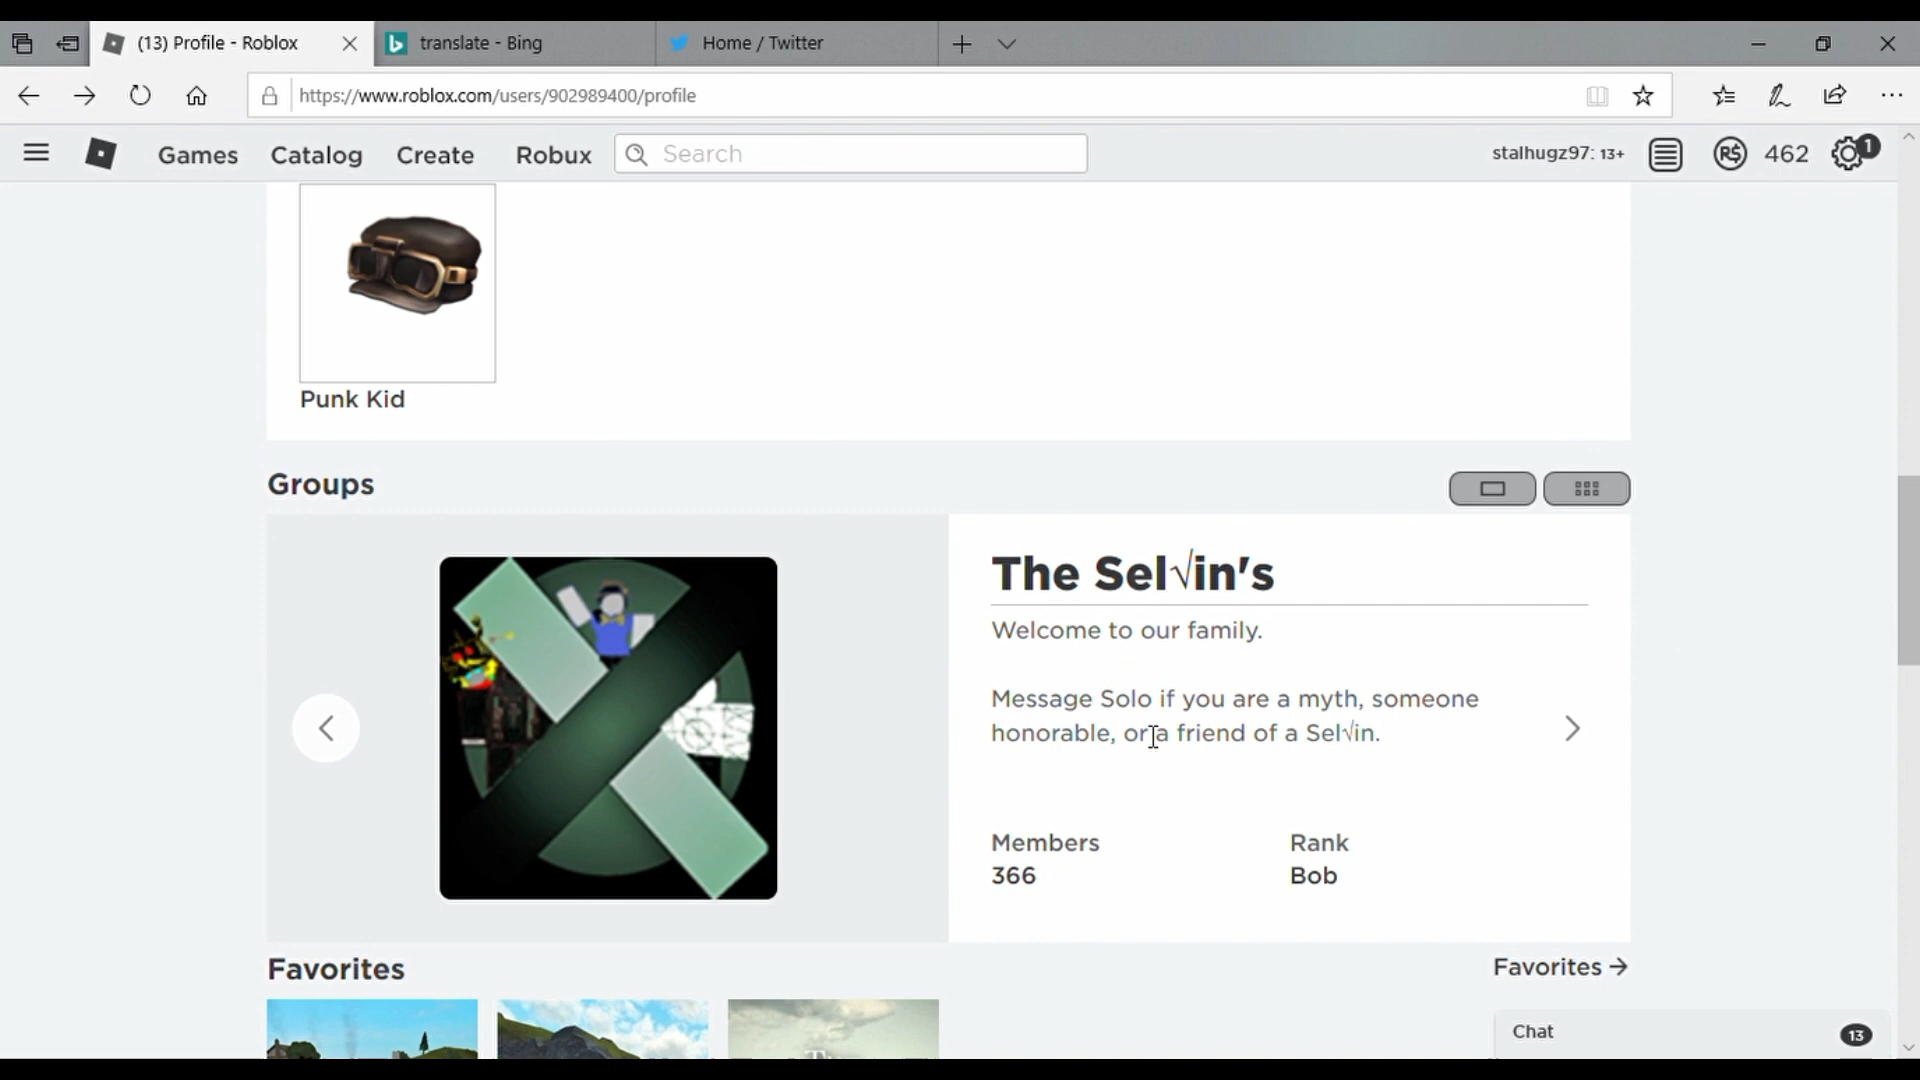 (13) Profile - Roblox
translate - Bing
Home / Twitter
https://www.roblox.com/users/902989400/profile
Games
Catalog
Create
Robux
Search
stalhugz97: 13+
R$
462
1
Punk Kid
Groups
The Sel√in's
Welcome to our family.
Message Solo if you are a myth, someone
honorable, or a friend of a Sel√in.
Members
Rank
366
Bob
Favorites
Favorites →
Chat
13